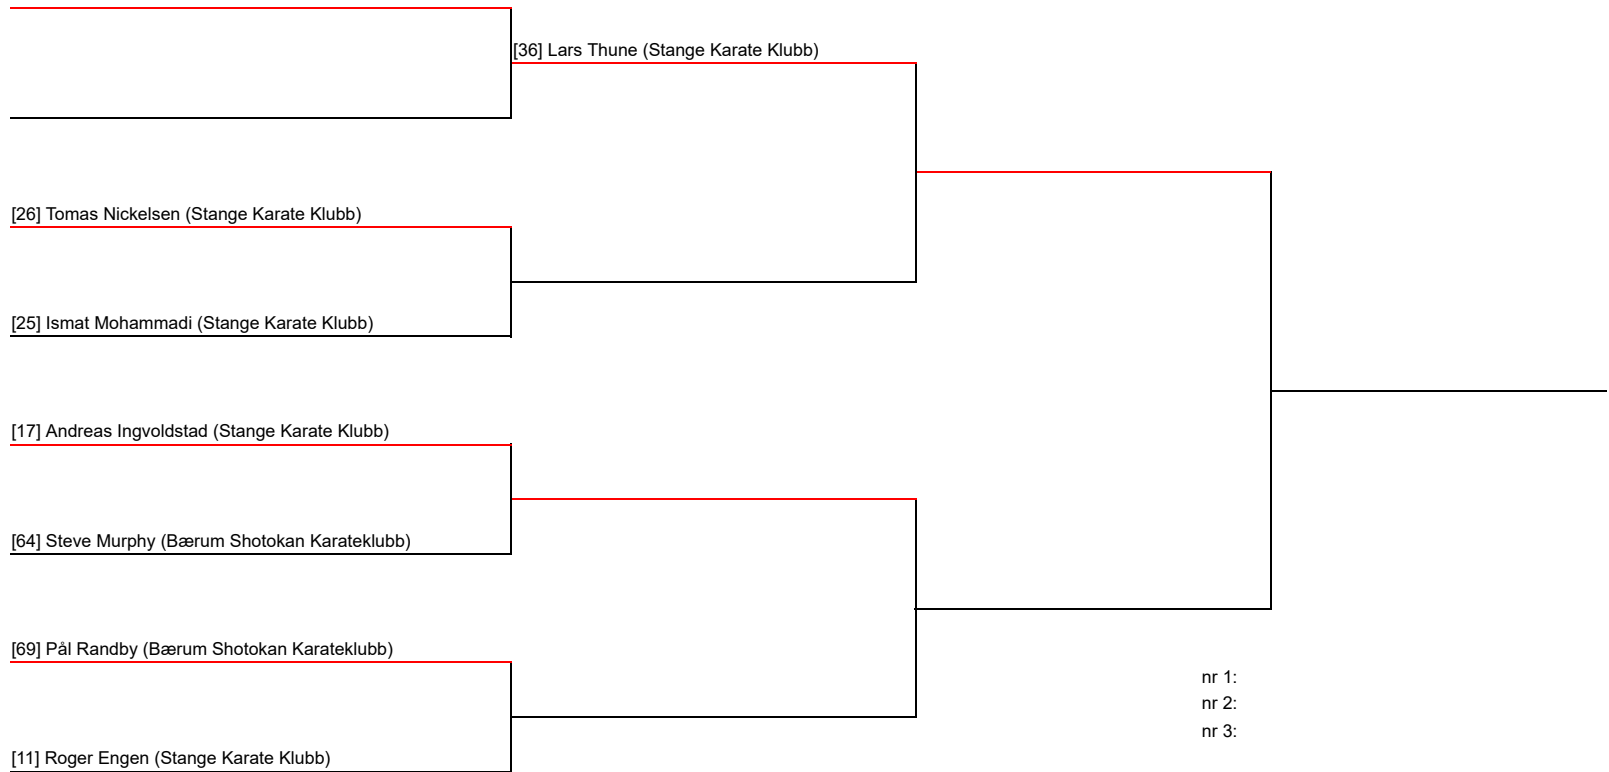 [36] Lars Thune (Stange Karate Klubb)
[26] Tomas Nickelsen (Stange Karate Klubb)
[25] Ismat Mohammadi (Stange Karate Klubb)
[17] Andreas Ingvoldstad (Stange Karate Klubb)
[64] Steve Murphy (Bærum Shotokan Karateklubb)
[69] Pål Randby (Bærum Shotokan Karateklubb)
[11] Roger Engen (Stange Karate Klubb)
nr 1:
nr 2:
nr 3: